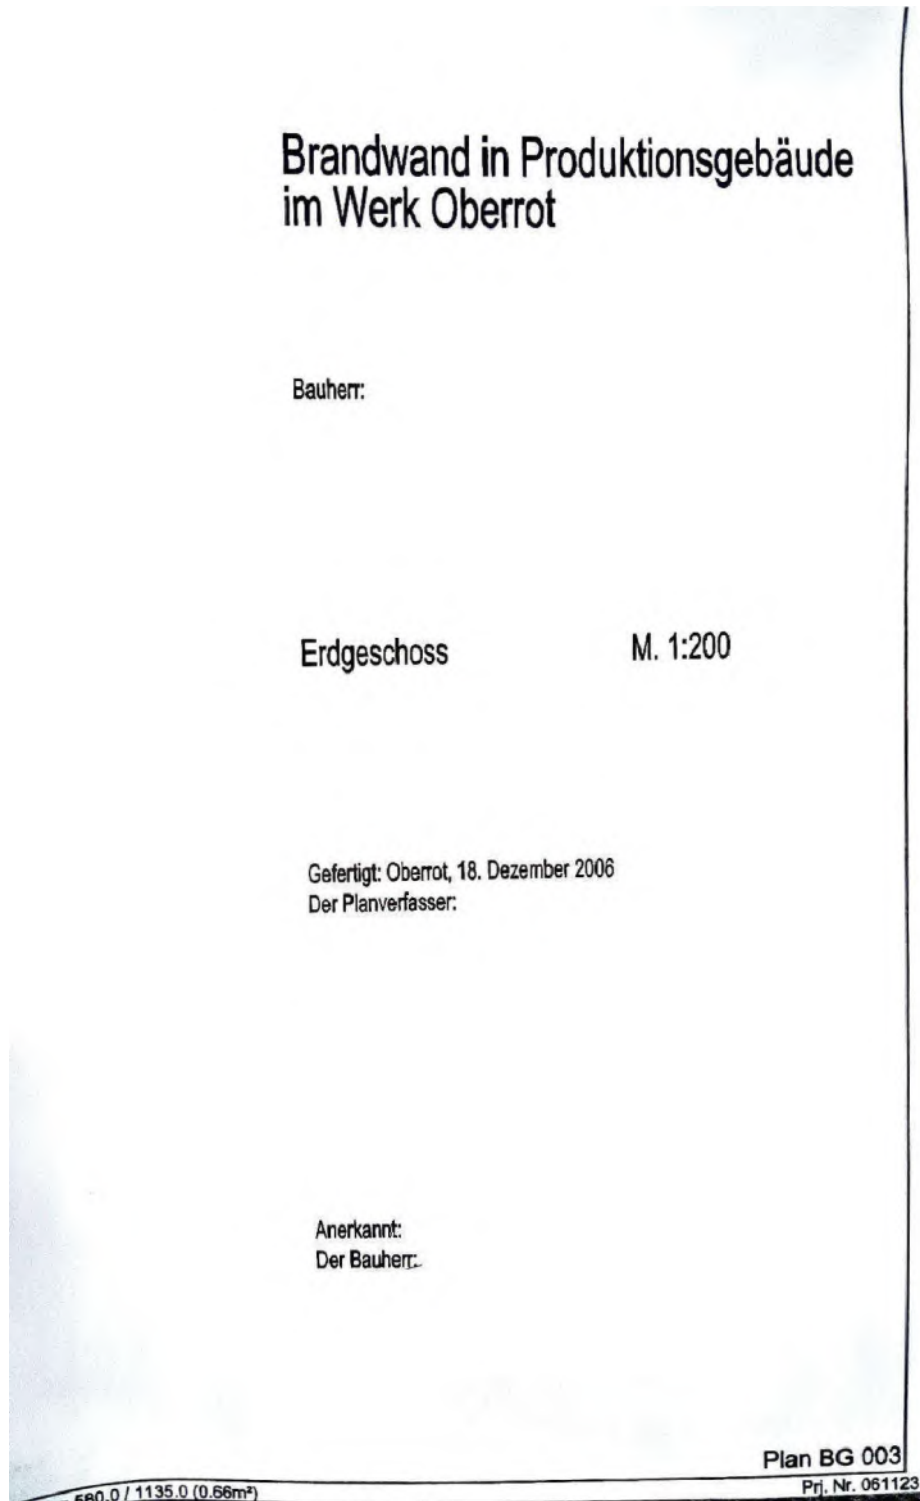 Brandwand in Produktionsgebäude
im Werk Oberrot
Bauherr:
Erdgeschoss M. 1:200
Gefertigt: Oberrot, 18. Dezember 2006
Der Planverfasser:
Anerkannt:
Der Bauherr:
Plan BG 003
580.0 / 1135.0 (0.66m²) Prj. Nr. 061123